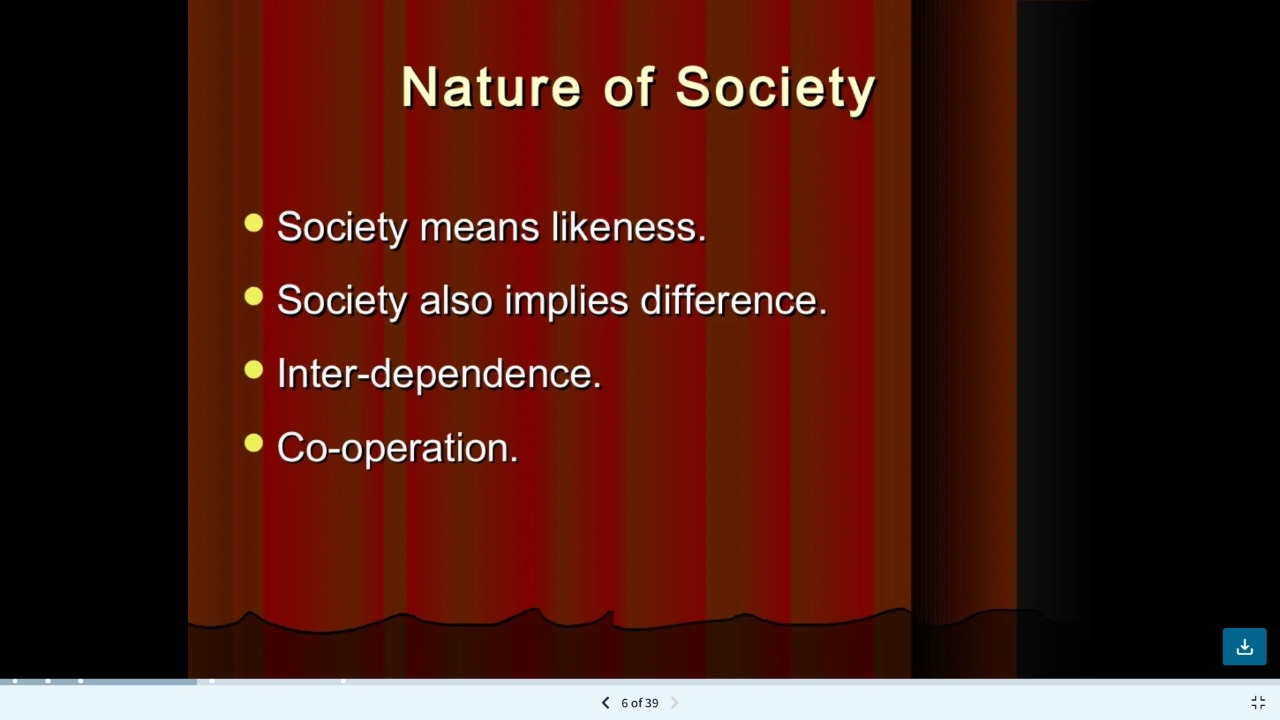 Nature of Society
Society means likeness.
Society also implies difference.
Inter-dependence.
Co-operation.
6 of 39